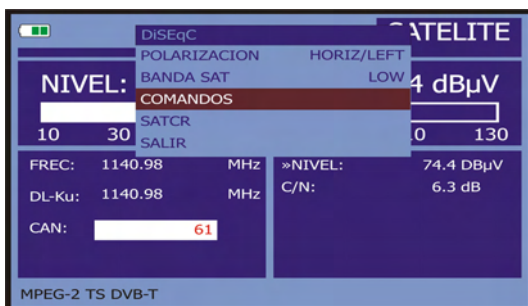 DiSEqC
POLARIZACION HORIZ/LEFT
BANDA SAT LOW
COMANDOS
SATCR
SALIR
NIVEL: 4 dBµV
10 30 130
FREC: 1140.98 MHz
DL-Ku: 1140.98 MHz
CAN: 61
»NIVEL: 74.4 DBµV
C/N: 6.3 dB
MPEG-2 TS DVB-T